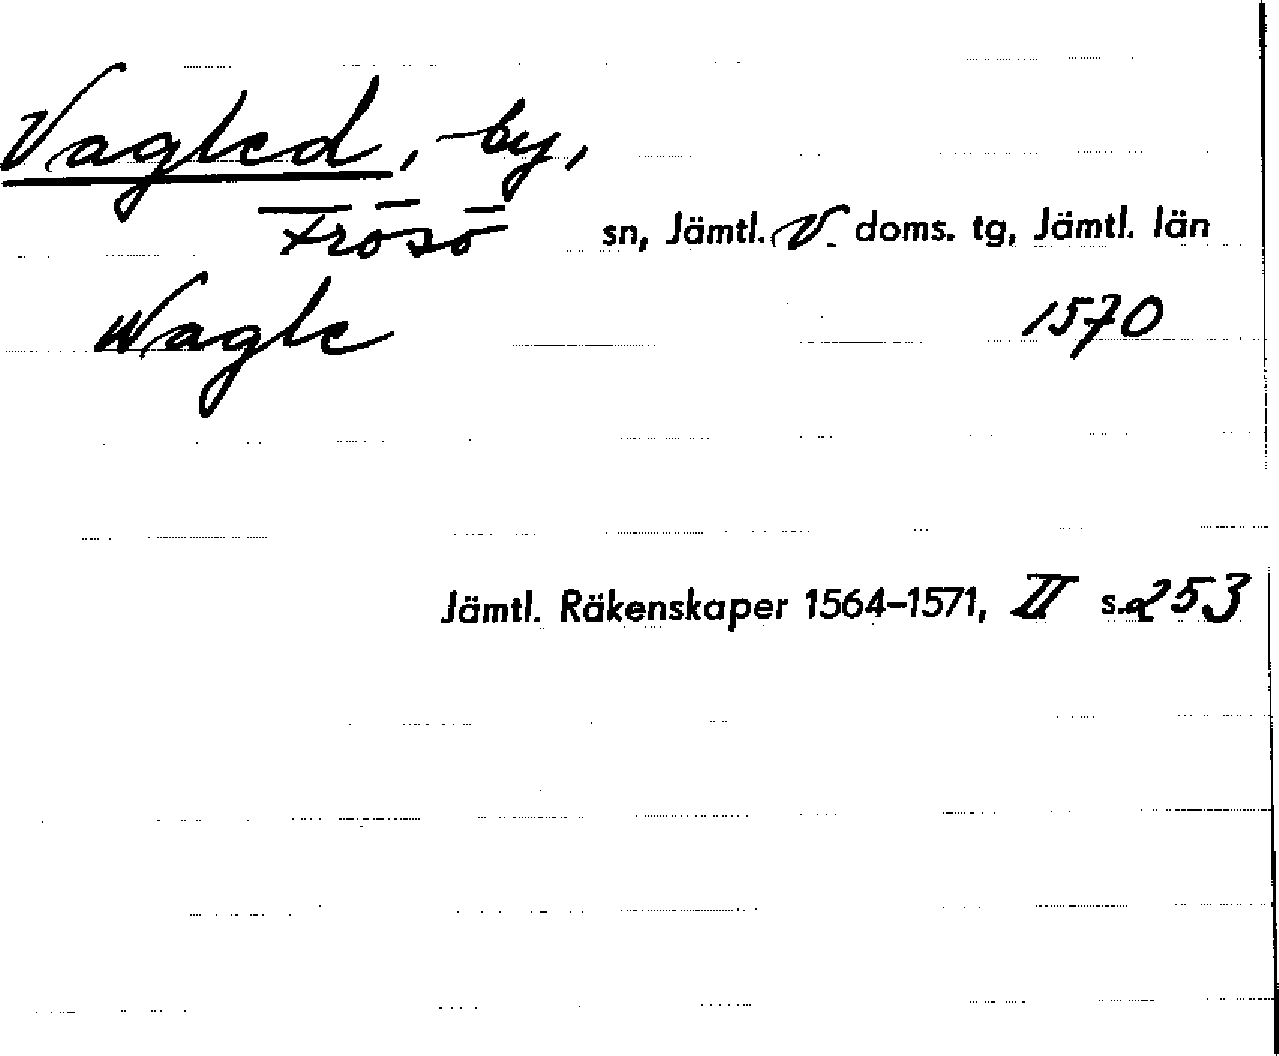 Vagled, by,
Frösö sn, Jämtl. V. doms. tg, Jämtl. län
Wagle 1570
Jämtl. Räkenskaper 1564-1571, II s. 253